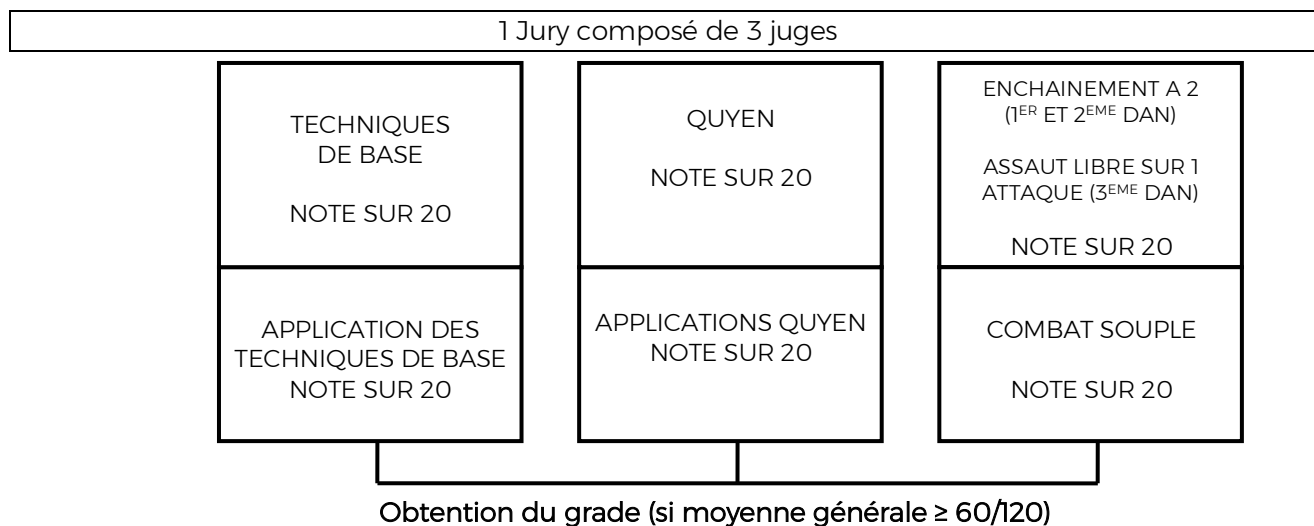 1 Jury composé de 3 juges
TECHNIQUES
DE BASE
NOTE SUR 20
APPLICATION DES
TECHNIQUES DE BASE
NOTE SUR 20
QUYEN
NOTE SUR 20
APPLICATIONS QUYEN
NOTE SUR 20
ENCHAINEMENT A 2
(1ER ET 2EME DAN)
ASSAUT LIBRE SUR 1
ATTAQUE (3EME DAN)
NOTE SUR 20
COMBAT SOUPLE
NOTE SUR 20
Obtention du grade (si moyenne générale ≥ 60/120)